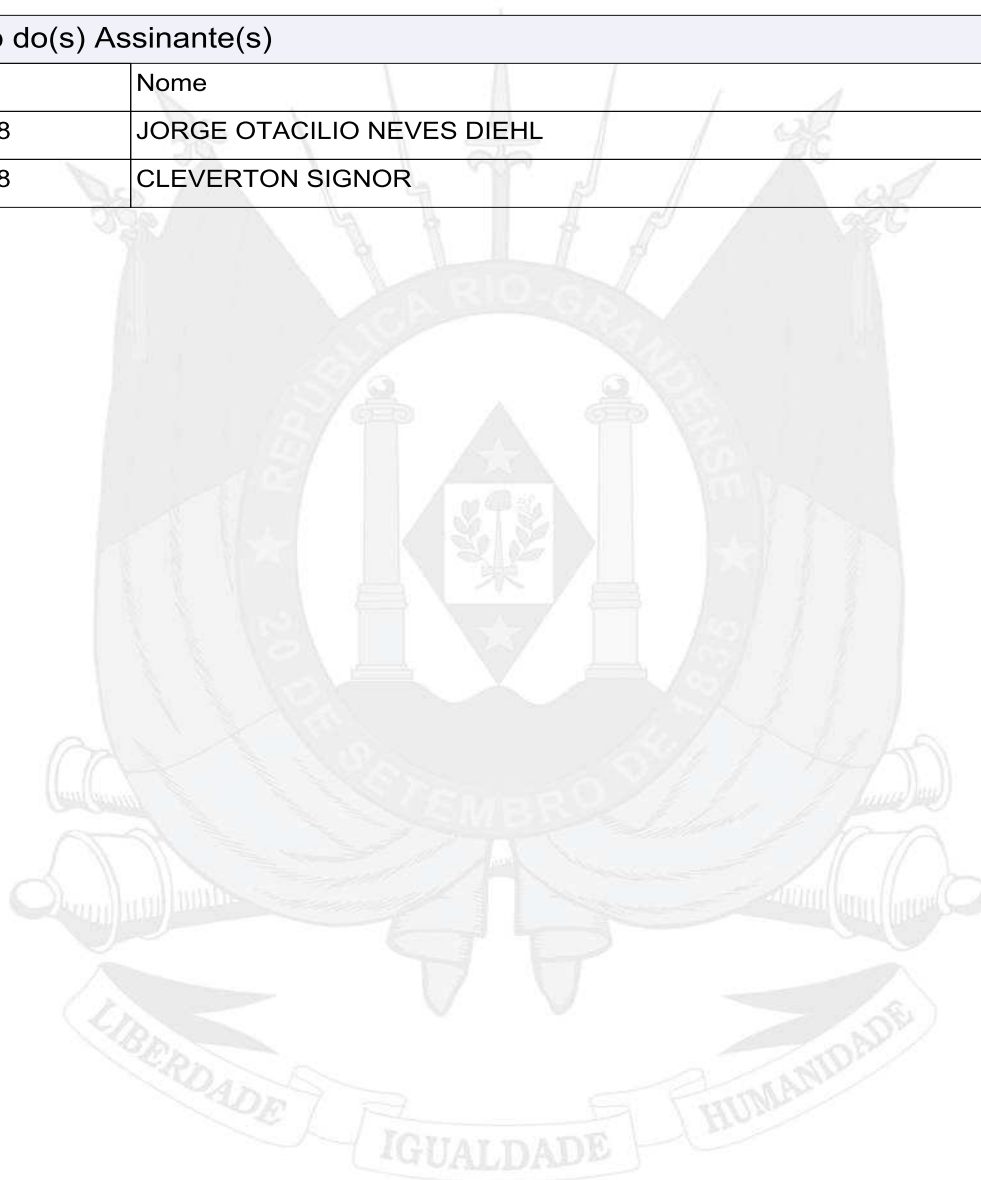 o do(s) Assinante(s)
Nome
8 JORGE OTACILIO NEVES DIEHL
8 CLEVERTON SIGNOR
REPÚBLICA RIO-GRANDENSE
20 DE SETEMBRO DE 1835
LIBERDADE
IGUALDADE
HUMANIDADE